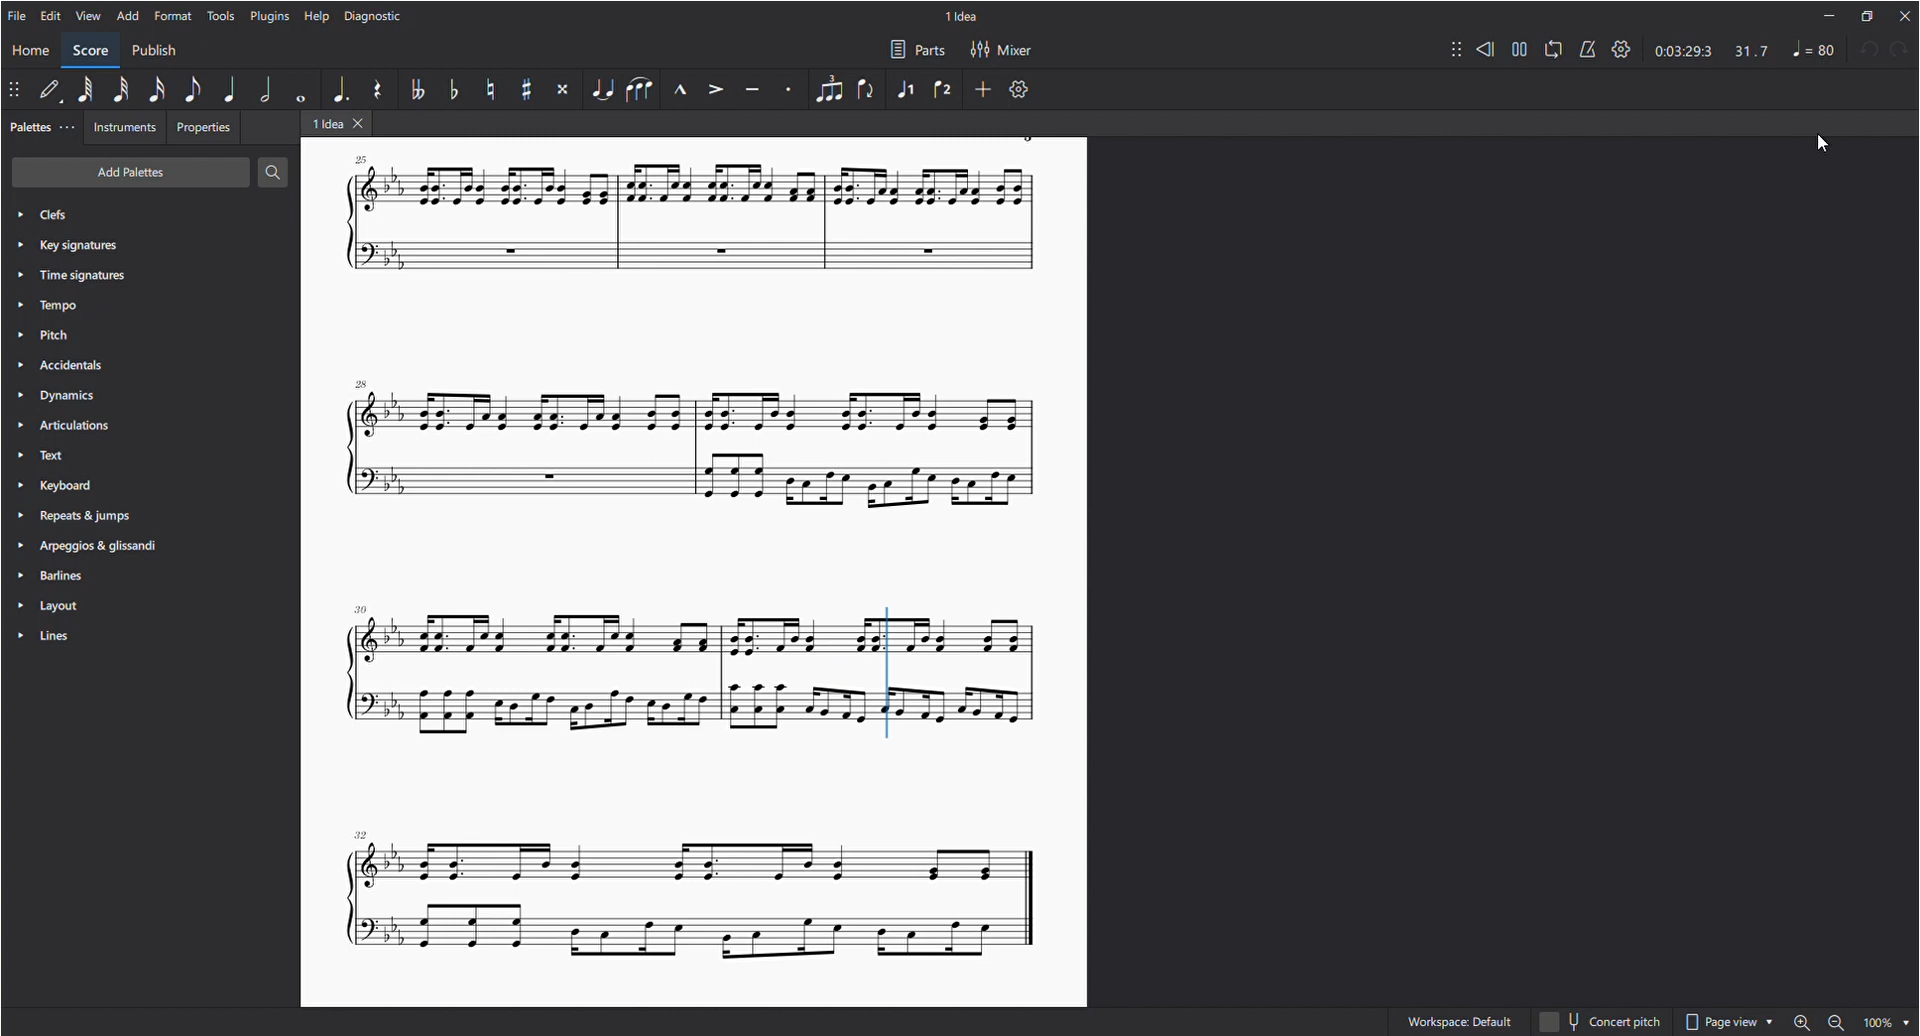 File Edit View Add Format Tools Plugins Help Diagnostic
1 Idea
Home Score Publish
Parts Mixer
0:03:29:3 31 . 7 = 80
3
1 2
Palettes ··· Instruments Properties
1 Idea
Add Palettes
Clefs
Key signatures
Time signatures
Tempo
Pitch
Accidentals
Dynamics
Articulations
Text
Keyboard
Repeats & jumps
Arpeggios & glissandi
Barlines
Layout
Lines
25
28
30
32
Workspace: Default Concert pitch Page view 100%